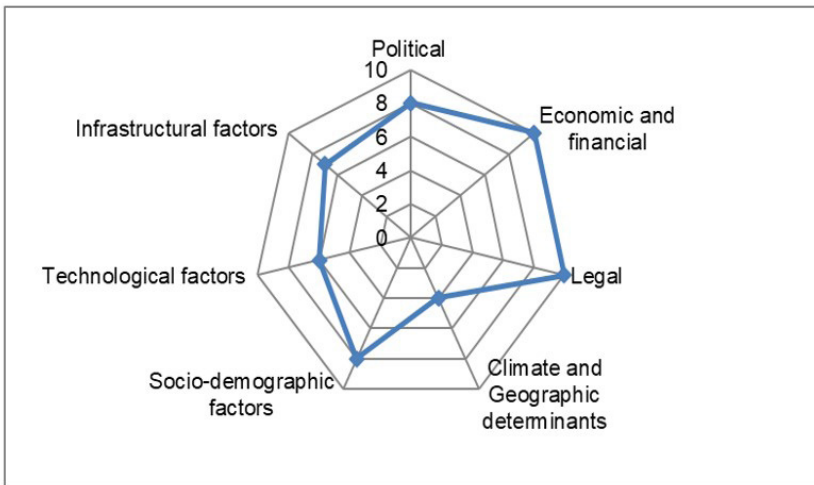 Political
10
8
6
4
2
0
Economic and
financial
Legal
Climate and
Geographic
determinants
Socio-demographic
factors
Technological factors
Infrastructural factors